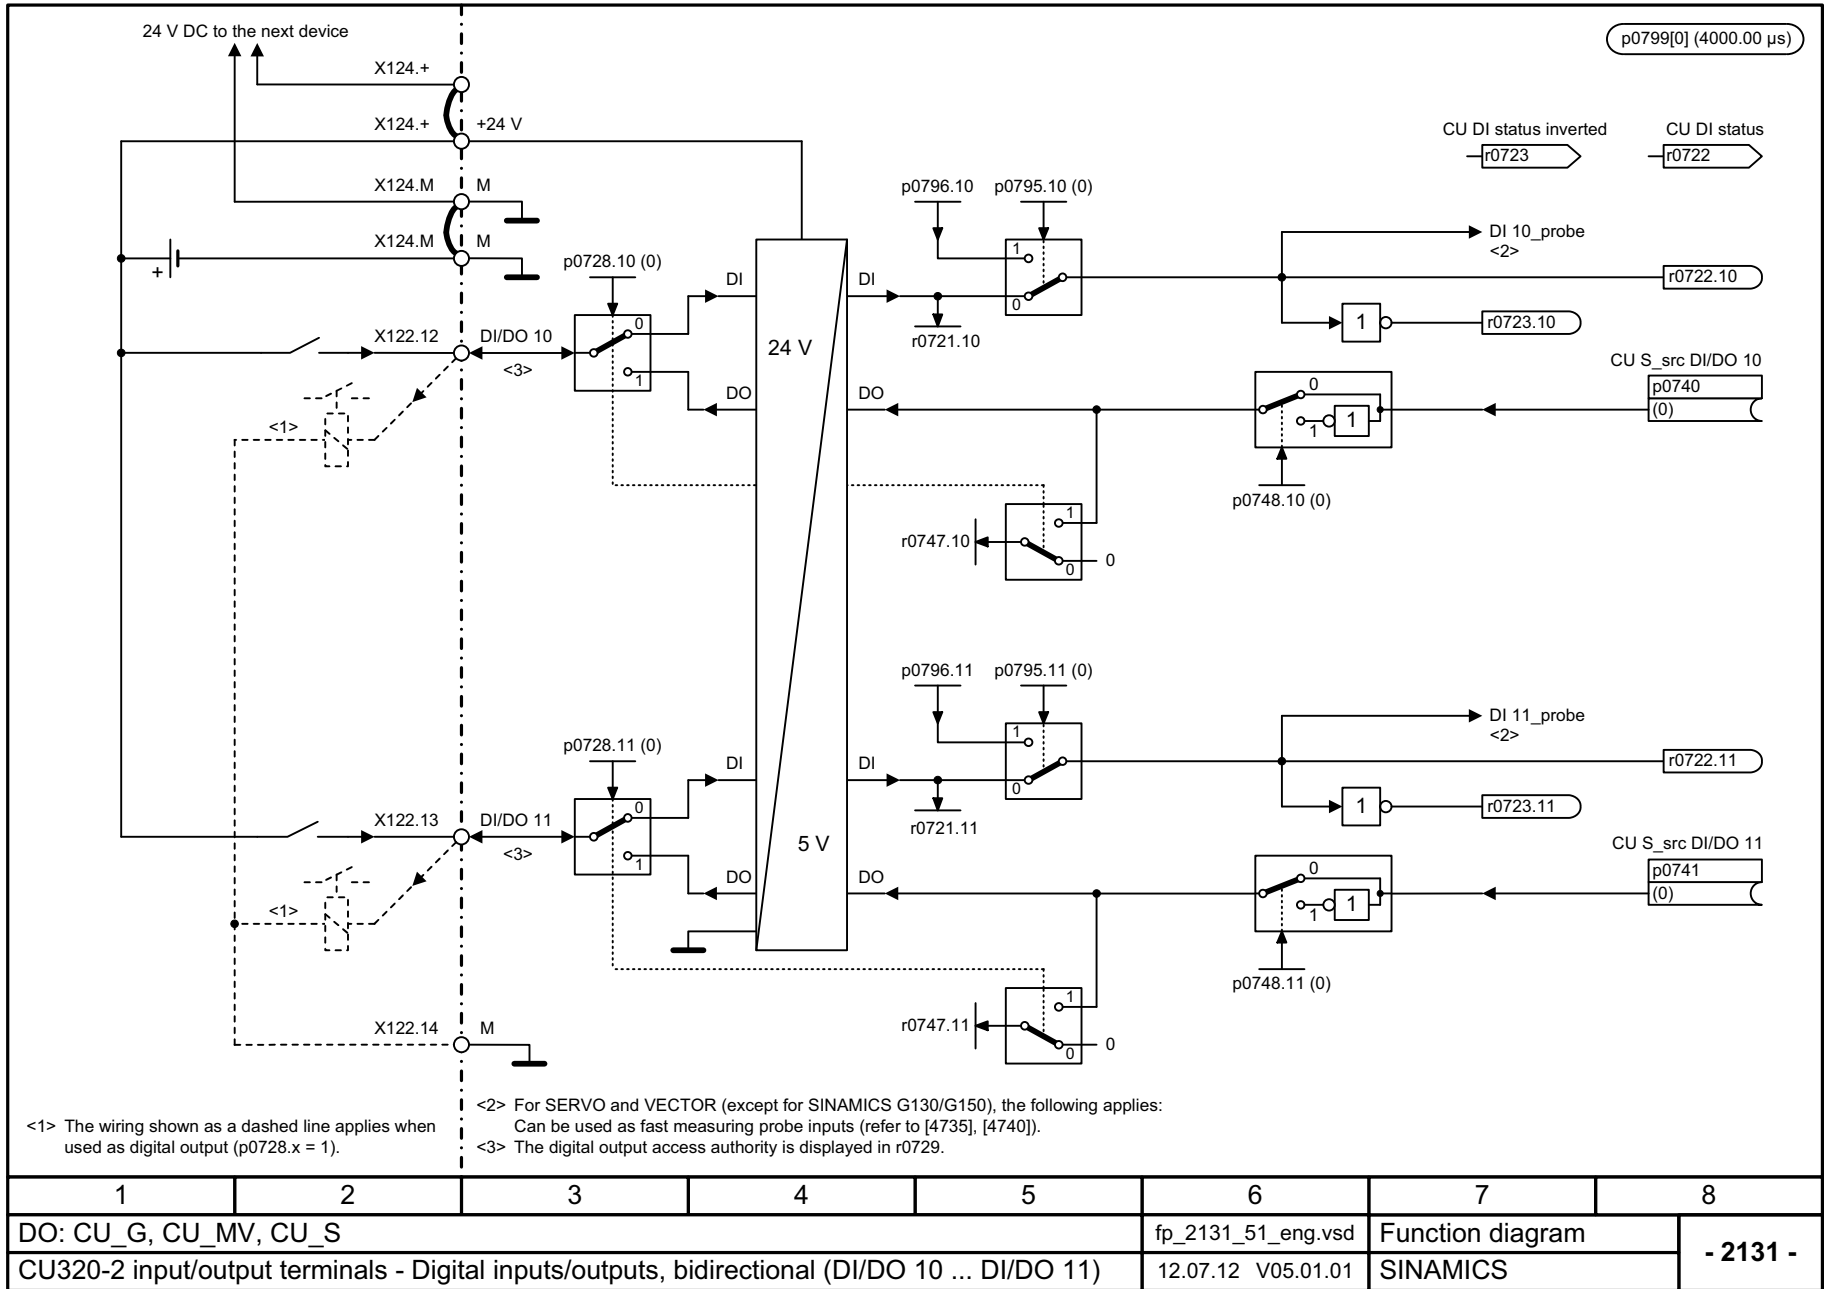 24 V DC to the next device
p0799[0] (4000.00 µs)
X124.+
X124.+ +24 V
CU DI status inverted CU DI status
r0723 r0722
X124.M M
p0796.10 p0795.10 (0)
X124.M M
+
p0728.10 (0)
1
0
DI 10_probe
<2>
DI DI
r0722.10
r0721.10
1
r0723.10
24 V
X122.12 DI/DO 10
<3>
0
1
CU S_src DI/DO 10
p0740
(0)
DO DO
0
1
1
<1>
p0748.10 (0)
r0747.10
1
0
0
p0796.11 p0795.11 (0)
p0728.11 (0)
1
0
DI 11_probe
<2>
DI DI
r0722.11
r0721.11
1
r0723.11
5 V
X122.13 DI/DO 11
<3>
0
1
CU S_src DI/DO 11
p0741
(0)
DO DO
0
1
1
<1>
p0748.11 (0)
r0747.11
1
0
0
X122.14 M
<1> The wiring shown as a dashed line applies when
used as digital output (p0728.x = 1).
<2> For SERVO and VECTOR (except for SINAMICS G130/G150), the following applies:
Can be used as fast measuring probe inputs (refer to [4735], [4740]).
<3> The digital output access authority is displayed in r0729.
1 2 3 4 5 6 7 8
DO: CU_G, CU_MV, CU_S fp_2131_51_eng.vsd Function diagram
- 2131 -
CU320-2 input/output terminals - Digital inputs/outputs, bidirectional (DI/DO 10 ... DI/DO 11) 12.07.12 V05.01.01 SINAMICS